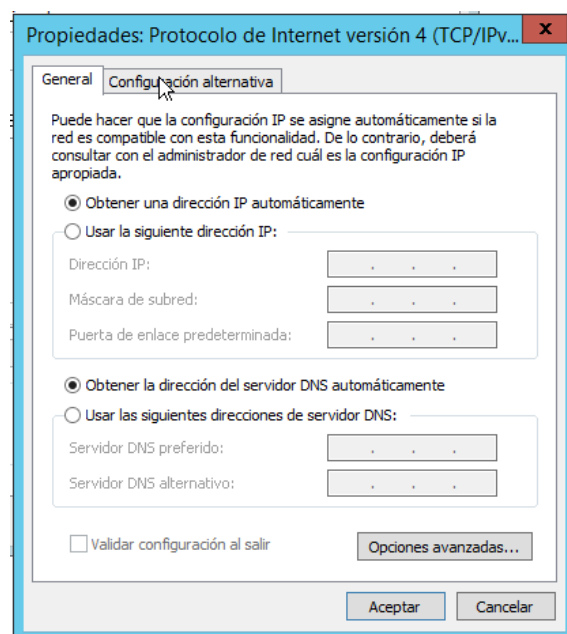 Propiedades: Protocolo de Internet versión 4 (TCP/IPv...
x
General
Configuración alternativa
Puede hacer que la configuración IP se asigne automáticamente si la
red es compatible con esta funcionalidad. De lo contrario, deberá
consultar con el administrador de red cuál es la configuración IP
apropiada.
Obtener una dirección IP automáticamente
Usar la siguiente dirección IP:
Dirección IP:
. . .
Máscara de subred:
. . .
Puerta de enlace predeterminada:
. . .
Obtener la dirección del servidor DNS automáticamente
Usar las siguientes direcciones de servidor DNS:
Servidor DNS preferido:
. . .
Servidor DNS alternativo:
. . .
Validar configuración al salir
Opciones avanzadas...
Aceptar
Cancelar